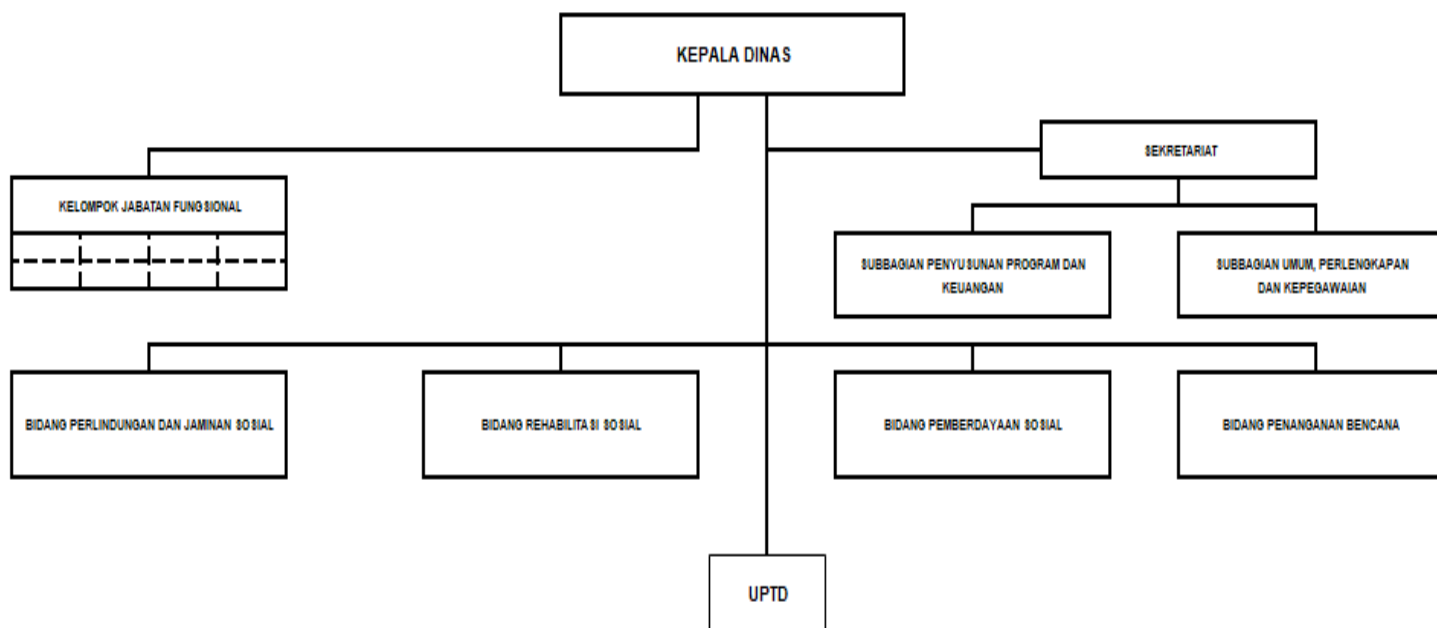 KEPALA DINAS
SEKRETARIAT
KELOMPOK JABATAN FUNGSIONAL
SUBBAGIAN PENYUSUNAN PROGRAM DAN
KEUANGAN
SUBBAGIAN UMUM, PERLENGKAPAN
DAN KEPEGAWAIAN
BIDANG PERLINDUNGAN DAN JAMINAN SOSIAL
BIDANG REHABILITASI SOSIAL
BIDANG PEMBERDAYAAN SOSIAL
BIDANG PENANGANAN BENCANA
UPTD